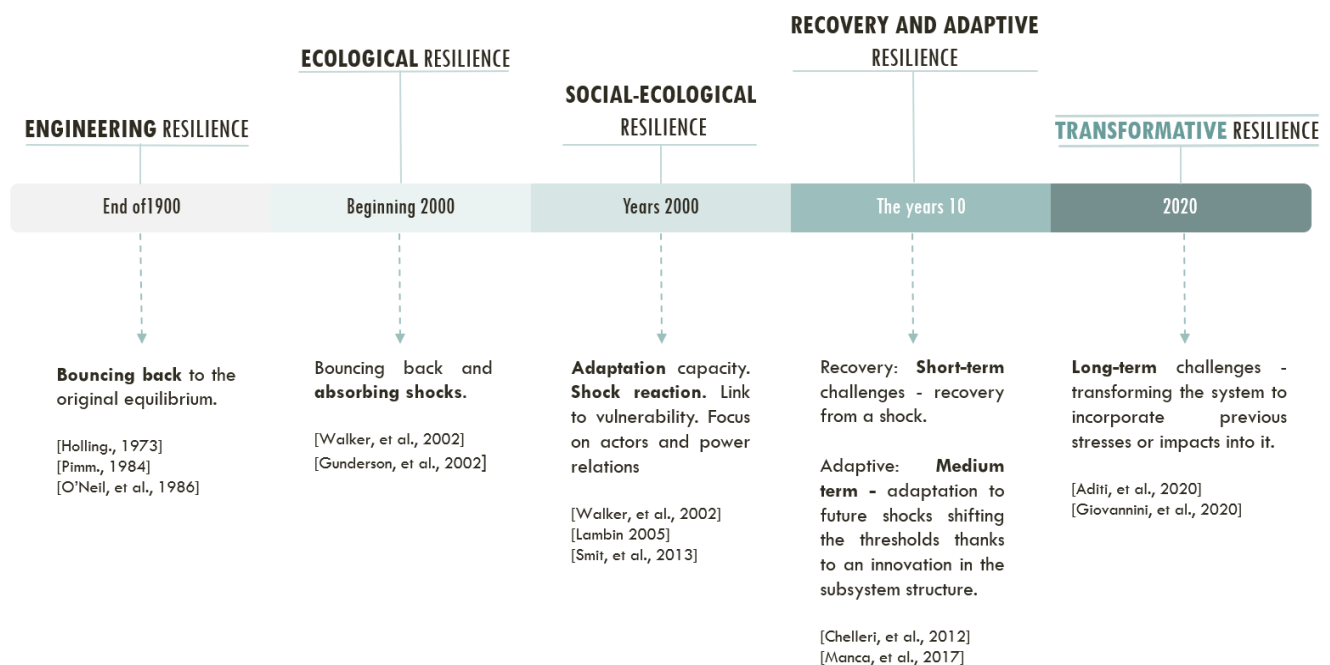 ENGINEERING RESILIENCE
ECOLOGICAL RESILIENCE
SOCIAL-ECOLOGICAL
RESILIENCE
RECOVERY AND ADAPTIVE
RESILIENCE
TRANSFORMATIVE RESILIENCE
End of1900
Beginning 2000
Years 2000
The years 10
2020
Bouncing back to the
original equilibrium.
[Holling., 1973]
[Pimm., 1984]
[O'Neil, et al., 1986]
Bouncing back and
absorbing shocks.
[Walker, et al., 2002]
[Gunderson, et al., 2002]
Adaptation capacity.
Shock reaction. Link
to vulnerability. Focus
on actors and power
relations
[Walker, et al., 2002]
[Lambin 2005]
[Smit, et al., 2013]
Recovery: Short-term
challenges - recovery
from a shock.
Adaptive: Medium
term - adaptation to
future shocks shifting
the thresholds thanks
to an innovation in the
subsystem structure.
[Chelleri, et al., 2012]
[Manca, et al., 2017]
Long-term challenges -
transforming the system to
incorporate previous
stresses or impacts into it.
[Aditi, et al., 2020]
[Giovannini, et al., 2020]